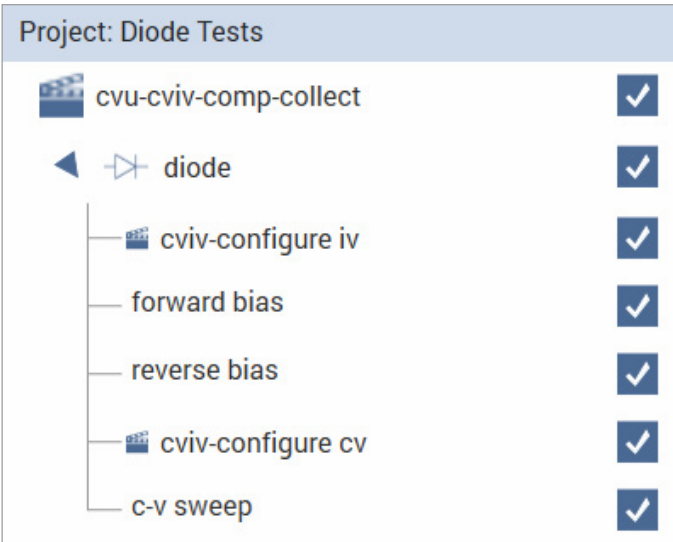 Project: Diode Tests
cvu-cviv-comp-collect
diode
cviv-configure iv
forward bias
reverse bias
cviv-configure cv
c-v sweep